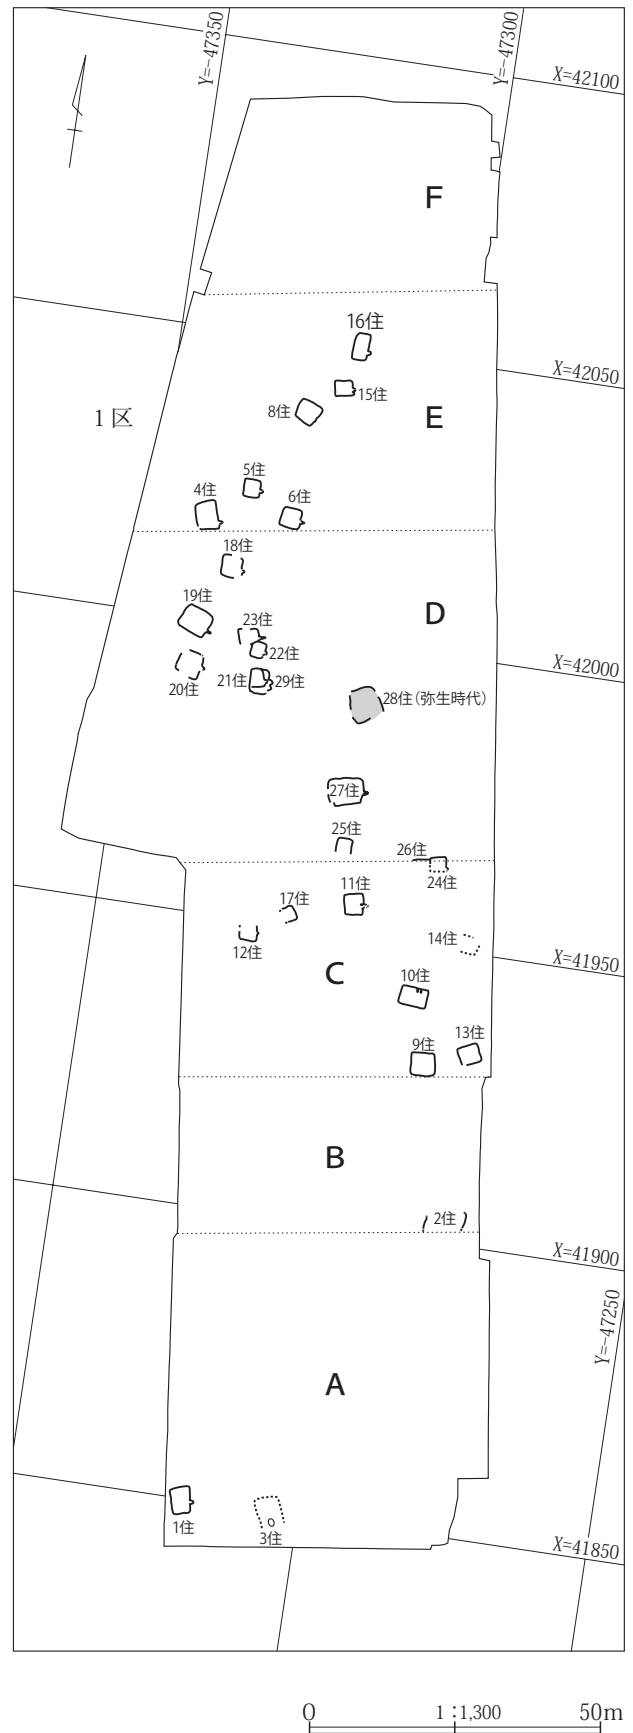 Y=-47350
Y=-47300
X=42100
F
16住
15住
X=42050
1区
8住
E
5住
4住
6住
18住
19住
D
23住
22住
X=42000
20住
21住
29住
28住(弥生時代)
27住
25住
26住
24住
11住
17住
14住
12住
X=41950
C
10住
13住
9住
B
2住
X=41900
Y=-47250
A
1住
3住
X=41850
0 1:1,300 50m